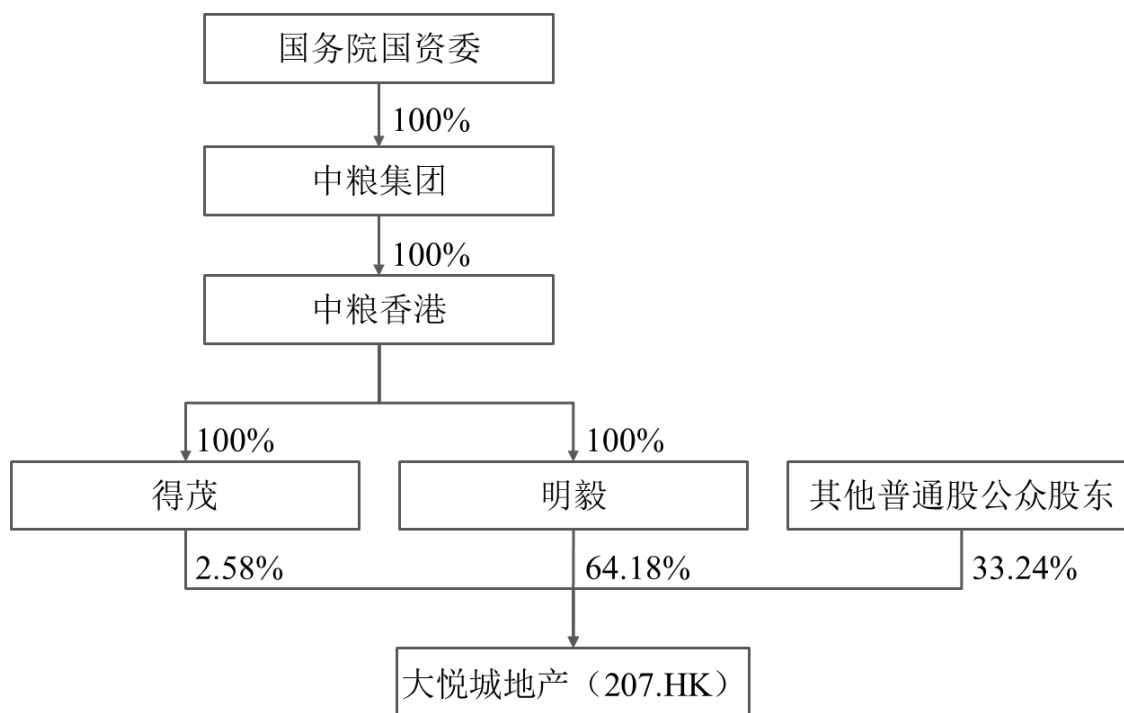 国务院国资委
100%
中粮集团
100%
中粮香港
100%
100%
得茂
明毅
其他普通股公众股东
2.58%
64.18%
33.24%
大悦城地产（207.HK）